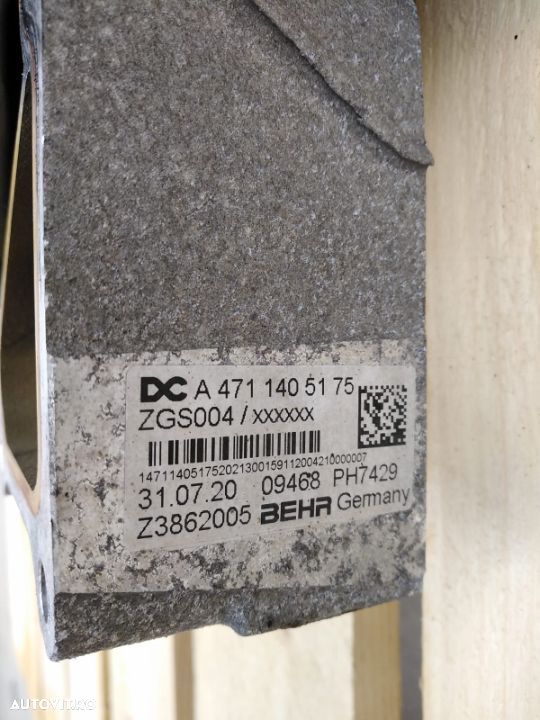 DC A 471 140 51 75
ZGS004 / xxxxxx
14711405175202130015911200421000007
31.07.20 09468 PH7429
Z3862005 BEHR Germany
AUTOVIT.RO